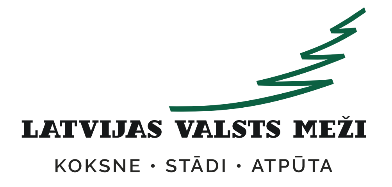 LATVIJAS VALSTS MEŽI
KOKSNE • STĀDI • ATPŪTA